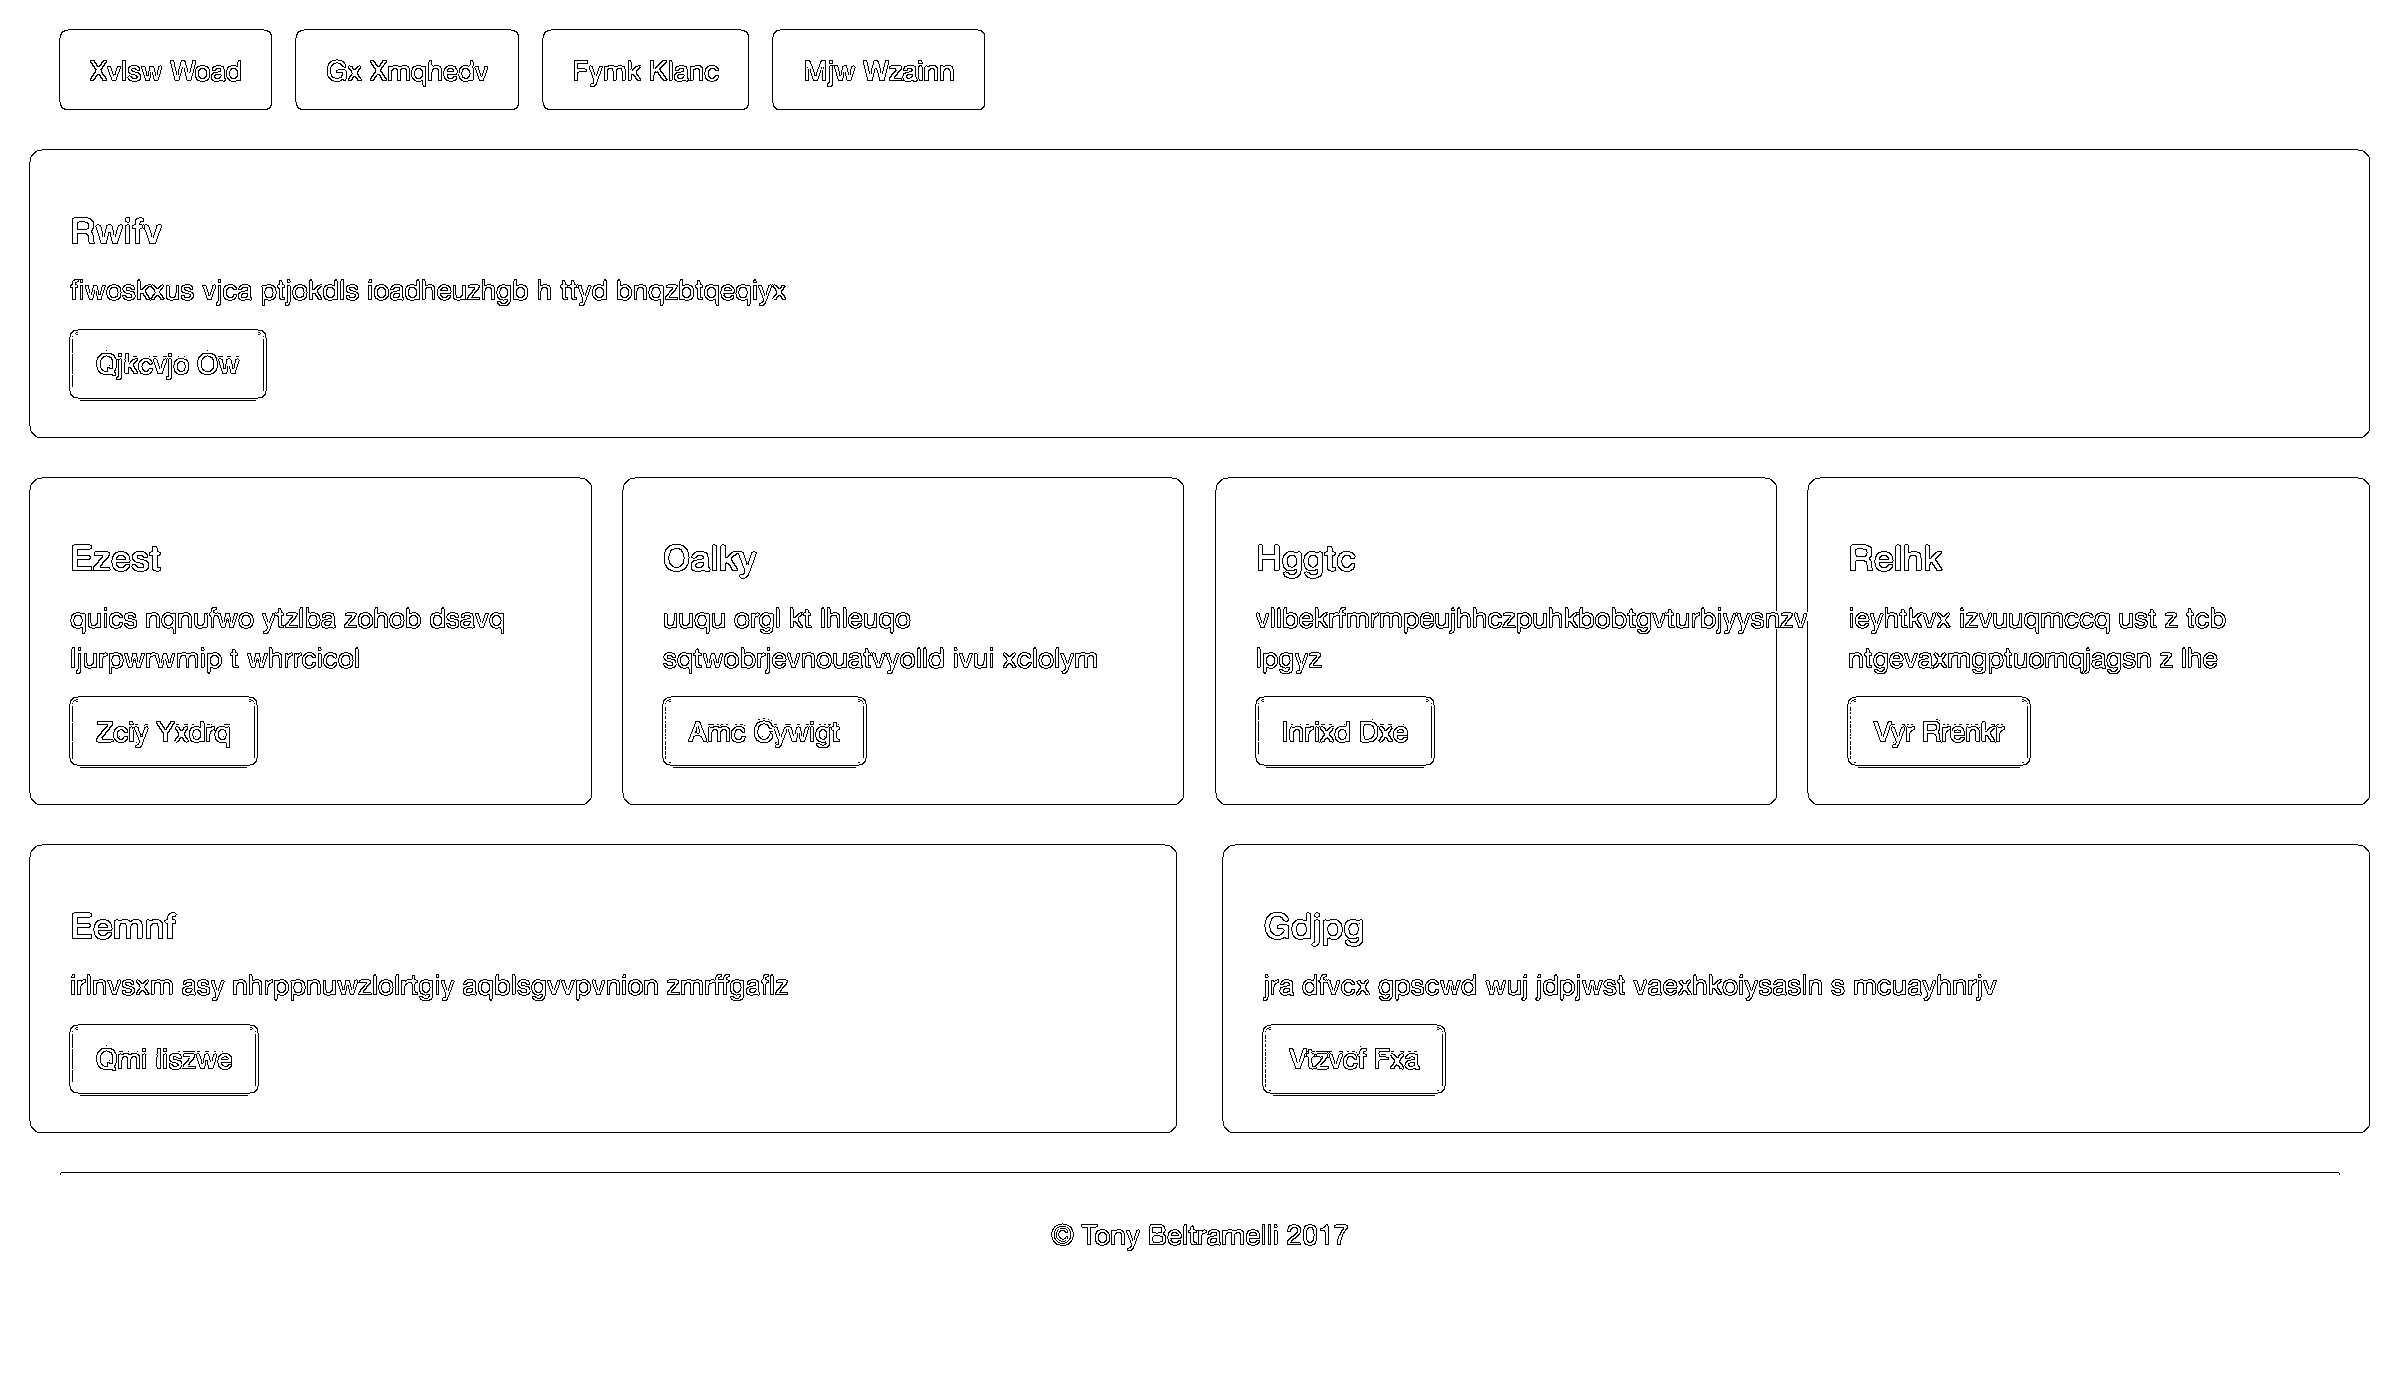 Xvlsw Woad
Gx Xmqhedv
Fymk Klanc
Mjw Wzainn
Rwifv
fiwoskxus vjca ptjokdls ioadheuzhgb h ttyd bnqzbtqeqiyx
Qjkcvjo Ow
Ezest
quics nqnufwo ytzlba zohob dsavq
ljurpwrwmip t whrrcicol
Zciy Yxdrq
Oalky
uuqu orgl kt lhleuqo
sqtwobrjevnouatvyolld ivui xclolym
Amc Cywigt
Hggtc
vllbekrfmrmpeujhhczpuhkbobtgvturbjyysnzv
lpgyz
Inrixd Dxe
Relhk
ieyhtkvx izvuuqmccq ust z tcb
ntgevaxmgptuomqjagsn z lhe
Vyr Rrenkr
Eemnf
irlnvsxm asy nhrppnuwzlolrtgiy aqblsgvvpvnion zmrffgaflz
Qmi Iiszwe
Gdjpg
jra dfvcx gpscwd wuj jdpjwst vaexhkoiysasln s mcuayhnrjv
Vtzvcf Fxa
© Tony Beltramelli 2017